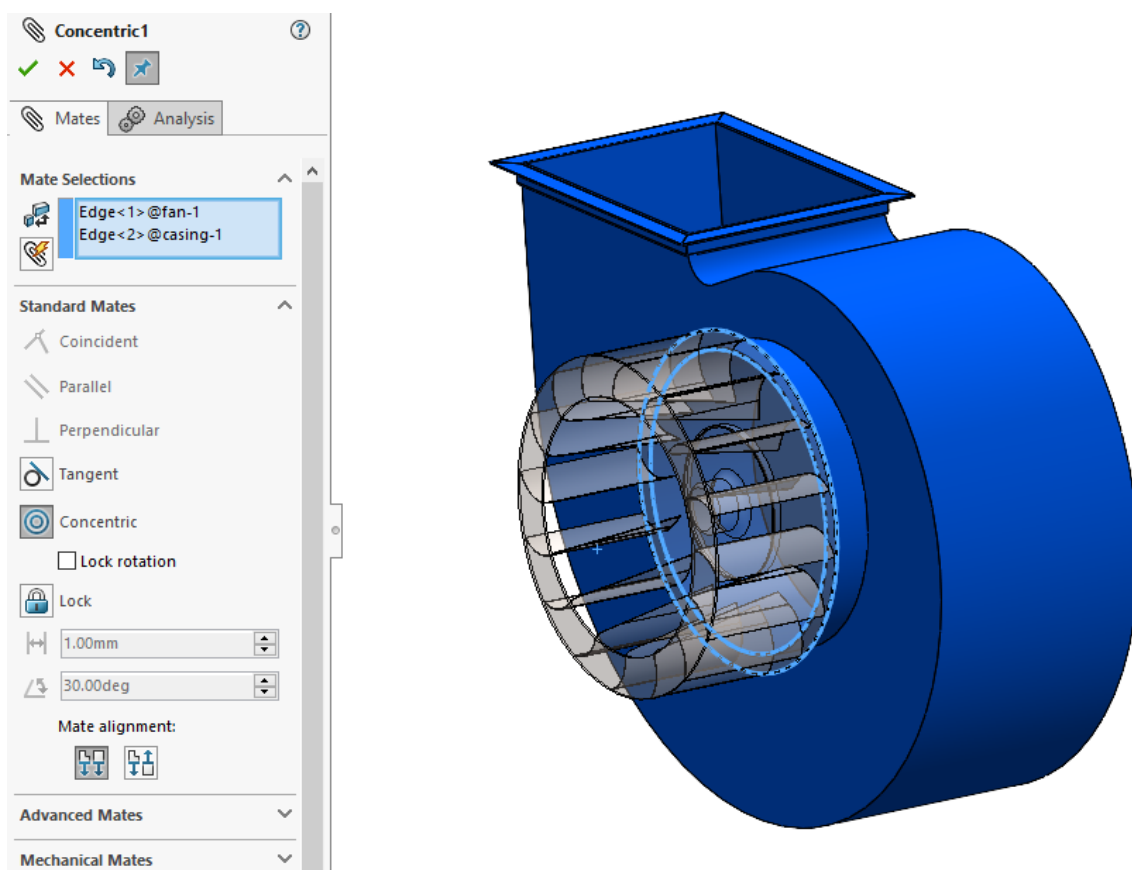 Concentric1
Mates
Analysis
Mate Selections
Edge<1>@fan-1
Edge<2>@casing-1
Standard Mates
Coincident
Parallel
Perpendicular
Tangent
Concentric
Lock rotation
Lock
1.00mm
30.00deg
Mate alignment:
Advanced Mates
Mechanical Mates